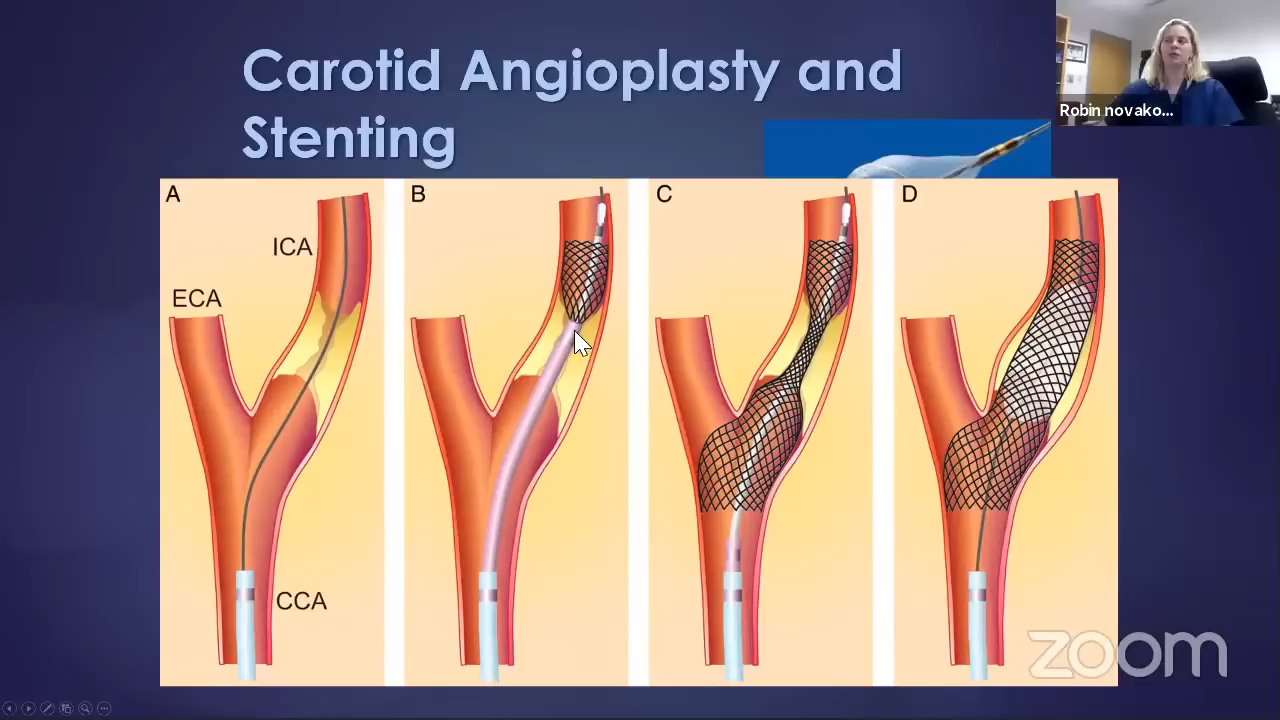 Carotid Angioplasty and
Stenting
Robin novako...
A
B
C
D
ICA
ECA
CCA
zoom